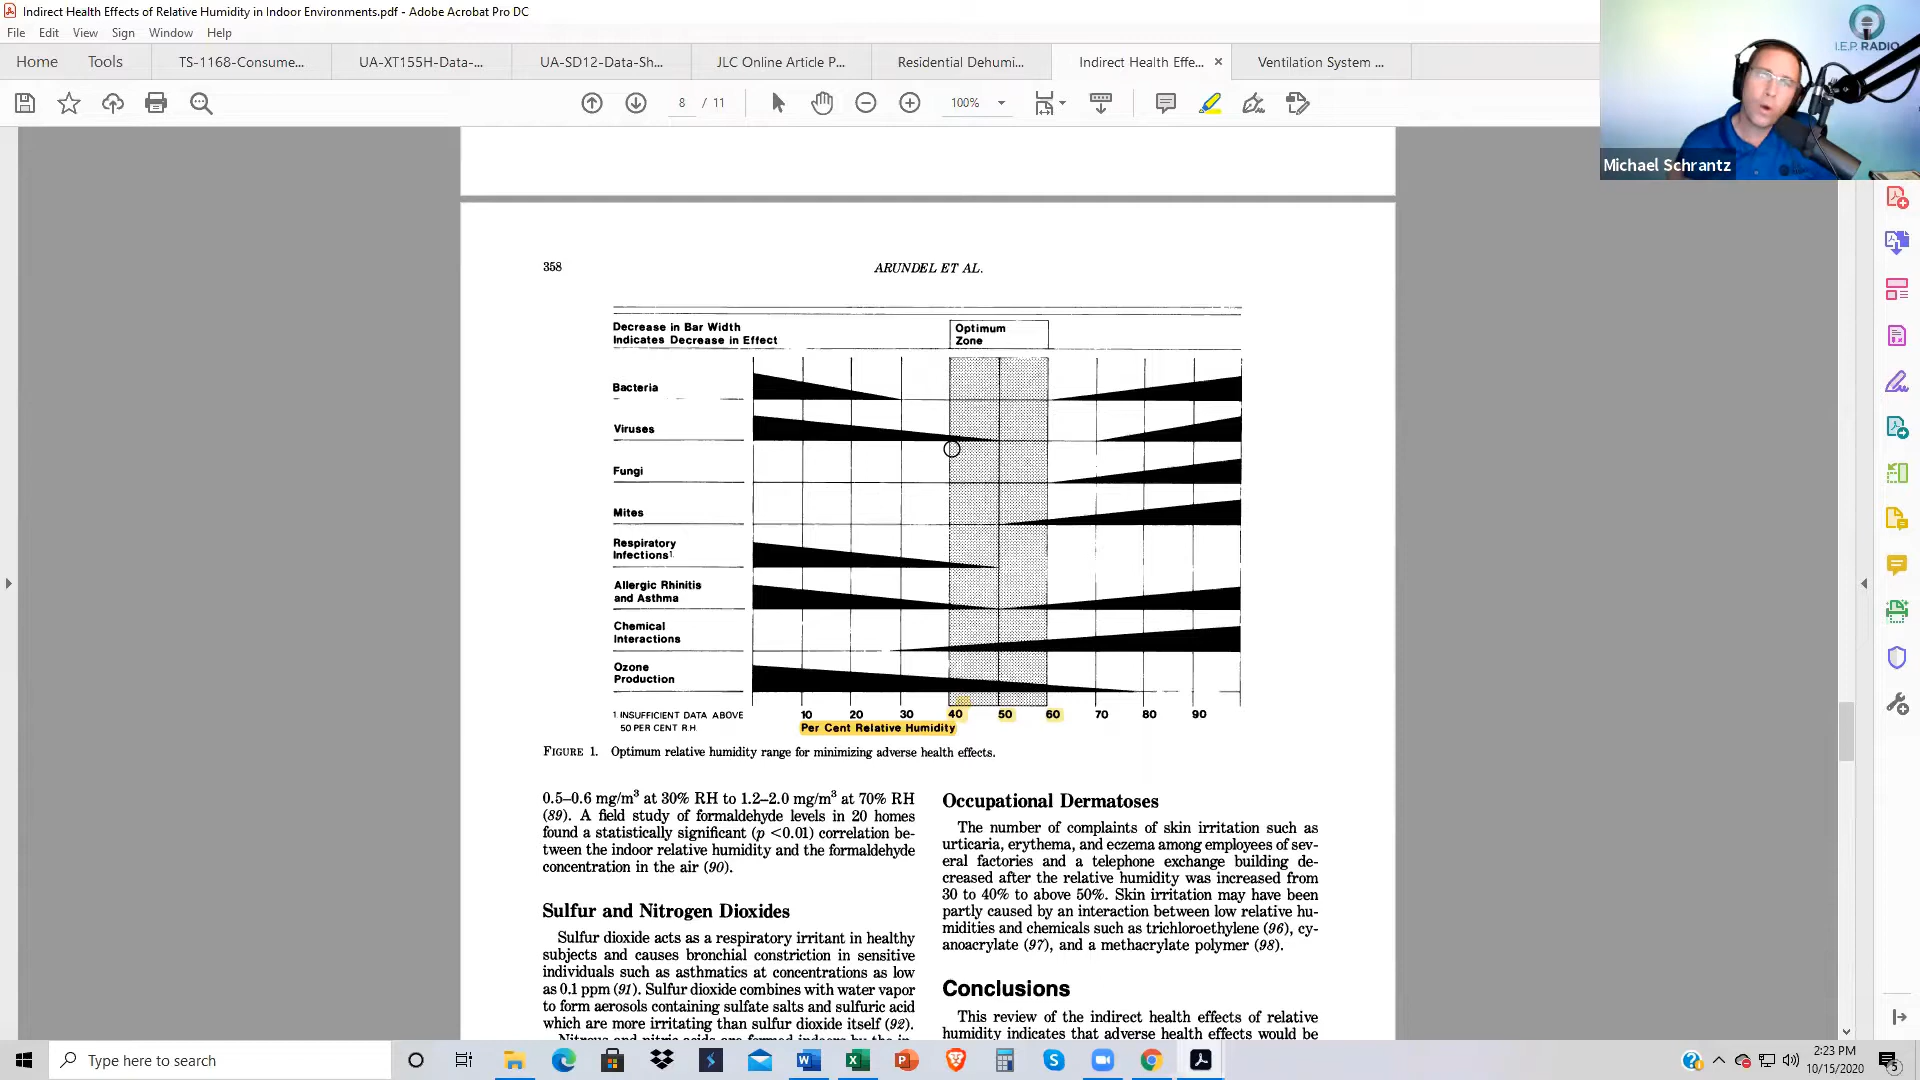 Indirect Health Effects of Relative Humidity in Indoor Environments.pdf - Adobe Acrobat Pro DC
File Edit View Sign Window Help
Home Tools TS-1168-Consume... UA-XT155H-Data-... UA-SD12-Data-Sh... JLC Online Article P... Residential Dehumi... Indirect Health Effe... × Ventilation System ...
8 / 11 100%
I.E.P. RADIO
Michael Schrantz
358 ARUNDEL ET AL.
Decrease in Bar Width
Indicates Decrease in Effect
Optimum
Zone
Bacteria
Viruses
Fungi
Mites
Respiratory
Infections¹
Allergic Rhinitis
and Asthma
Chemical
Interactions
Ozone
Production
1 INSUFFICIENT DATA ABOVE
50 PER CENT R.H.
10 20 30 40 50 60 70 80 90
Per Cent Relative Humidity
FIGURE 1. Optimum relative humidity range for minimizing adverse health effects.
0.5–0.6 mg/m³ at 30% RH to 1.2–2.0 mg/m³ at 70% RH
(89). A field study of formaldehyde levels in 20 homes
found a statistically significant (p <0.01) correlation be-
tween the indoor relative humidity and the formaldehyde
concentration in the air (90).
Sulfur and Nitrogen Dioxides
Sulfur dioxide acts as a respiratory irritant in healthy
subjects and causes bronchial constriction in sensitive
individuals such as asthmatics at concentrations as low
as 0.1 ppm (91). Sulfur dioxide combines with water vapor
to form aerosols containing sulfate salts and sulfuric acid
which are more irritating than sulfur dioxide itself (92).
Nitrous and nitric acids are formed indoors by the in-
Occupational Dermatoses
The number of complaints of skin irritation such as
urticaria, erythema, and eczema among employees of sev-
eral factories and a telephone exchange building de-
creased after the relative humidity was increased from
30 to 40% to above 50%. Skin irritation may have been
partly caused by an interaction between low relative hu-
midities and chemicals such as trichloroethylene (96), cy-
anoacrylate (97), and a methacrylate polymer (98).
Conclusions
This review of the indirect health effects of relative
humidity indicates that adverse health effects would be
Type here to search
2:23 PM
10/15/2020
5